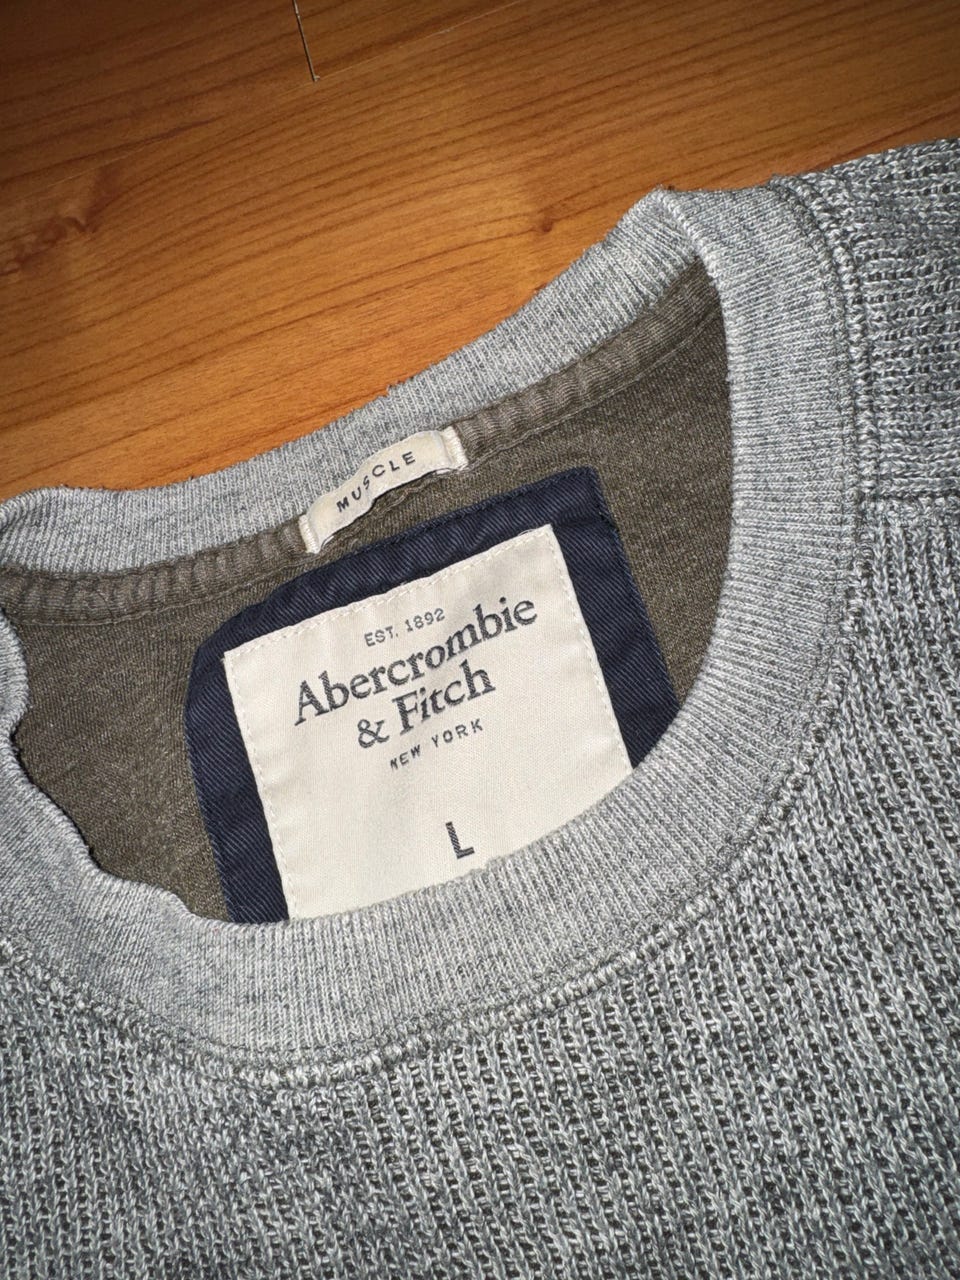 MUSCLE
EST. 1892
Abercrombie
& Fitch
NEW YORK
L